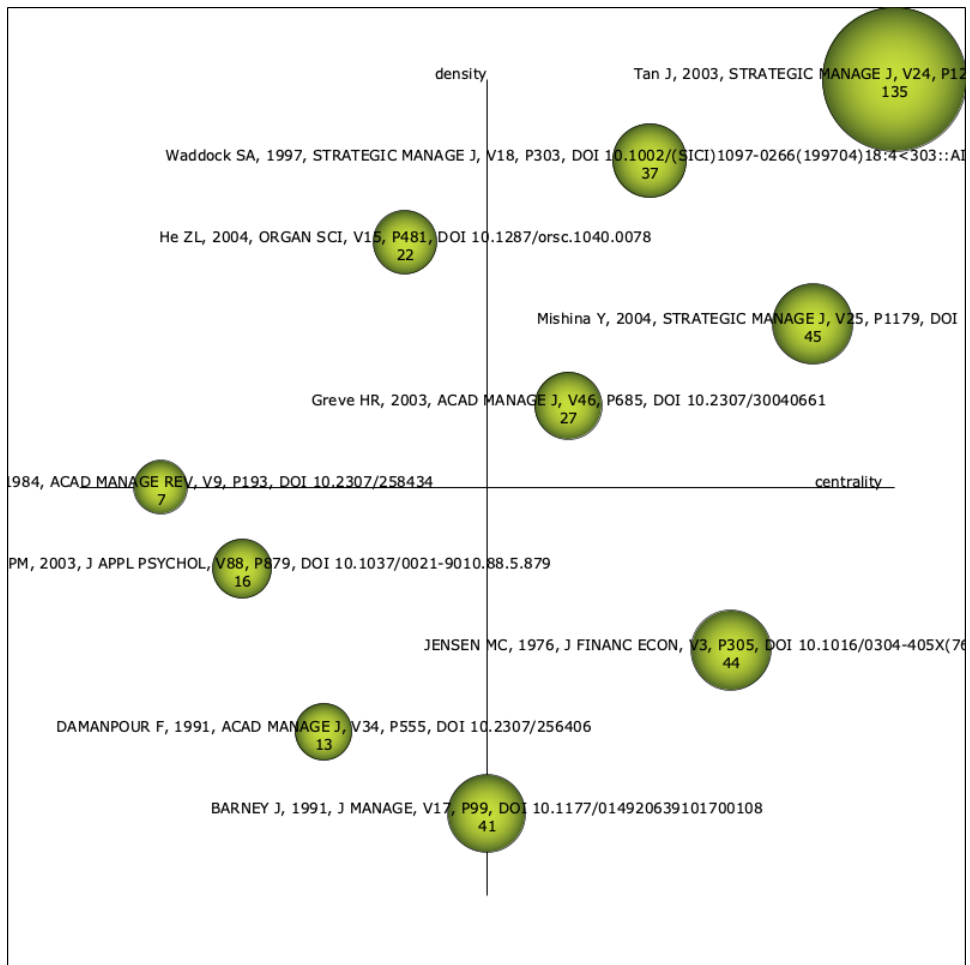 density
Tan J, 2003, STRATEGIC MANAGE J, V24, P12
135
Waddock SA, 1997, STRATEGIC MANAGE J, V18, P303, DOI 10.1002/(SICI)1097-0266(199704)18:4<303::AI
37
He ZL, 2004, ORGAN SCI, V15, P481, DOI 10.1287/orsc.1040.0078
22
Mishina Y, 2004, STRATEGIC MANAGE J, V25, P1179, DOI
45
Greve HR, 2003, ACAD MANAGE J, V46, P685, DOI 10.2307/30040661
27
1984, ACAD MANAGE REV, V9, P193, DOI 10.2307/258434
7
centrality
PM, 2003, J APPL PSYCHOL, V88, P879, DOI 10.1037/0021-9010.88.5.879
16
JENSEN MC, 1976, J FINANC ECON, V3, P305, DOI 10.1016/0304-405X(76
44
DAMANPOUR F, 1991, ACAD MANAGE J, V34, P555, DOI 10.2307/256406
13
BARNEY J, 1991, J MANAGE, V17, P99, DOI 10.1177/014920639101700108
41